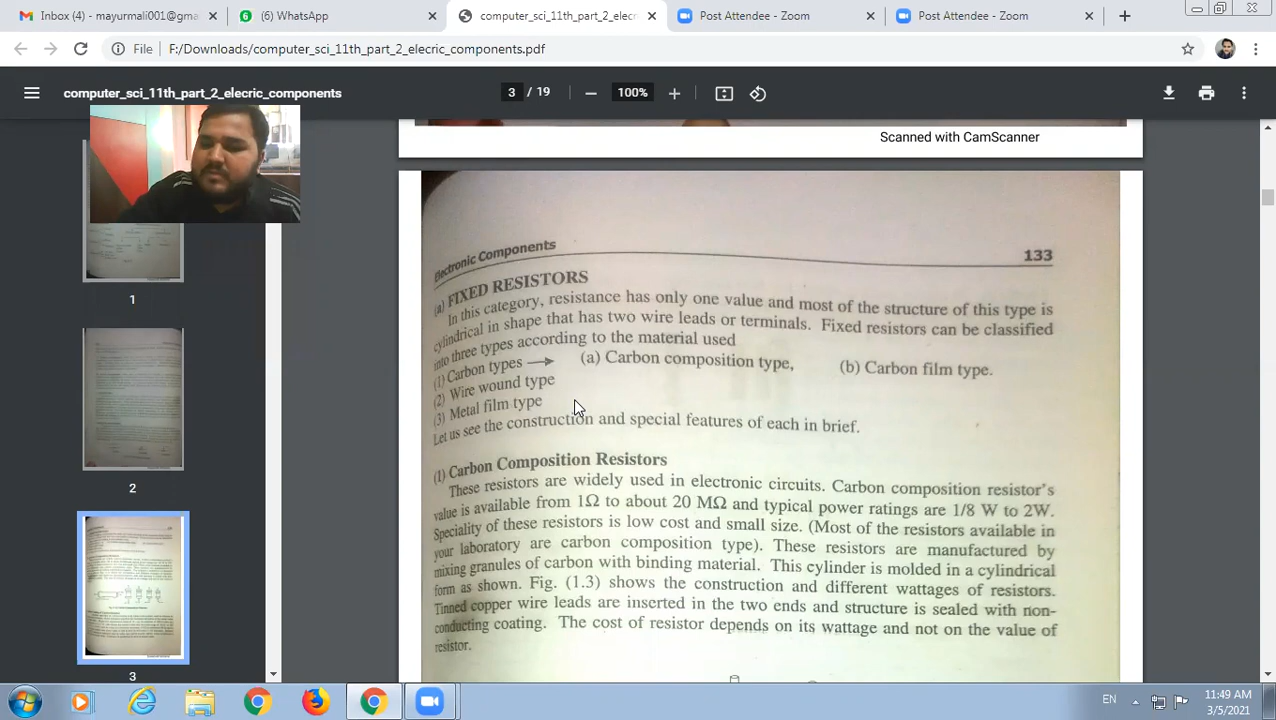 Inbox (4) - mayurmali001@gma
(6) WhatsApp
computer_sci_11th_part_2_elecric
Post Attendee - Zoom
Post Attendee - Zoom
File
F:/Downloads/computer_sci_11th_part_2_elecric_components.pdf
computer_sci_11th_part_2_elecric_components
3 / 19
100%
1
2
3
Scanned with CamScanner
Electronic Components
133
(a) FIXED RESISTORS
In this category, resistance has only one value and most of the structure of this type is
cylindrical in shape that has two wire leads or terminals. Fixed resistors can be classified
into three types according to the material used
(1) Carbon types → (a) Carbon composition type, (b) Carbon film type.
(2) Wire wound type
(3) Metal film type
Let us see the construction and special features of each in brief.
(1) Carbon Composition Resistors
These resistors are widely used in electronic circuits. Carbon composition resistor's
value is available from 1Ω to about 20 MΩ and typical power ratings are 1/8 W to 2W.
Speciality of these resistors is low cost and small size. (Most of the resistors available in
your laboratory are carbon composition type). These resistors are manufactured by
mixing granules of carbon with binding material. This cylinder is molded in a cylindrical
form as shown. Fig. (1.3) shows the construction and different wattages of resistors.
Tinned copper wire leads are inserted in the two ends and structure is sealed with non-
conducting coating. The cost of resistor depends on its wattage and not on the value of
resistor.
EN
11:49 AM
3/5/2021